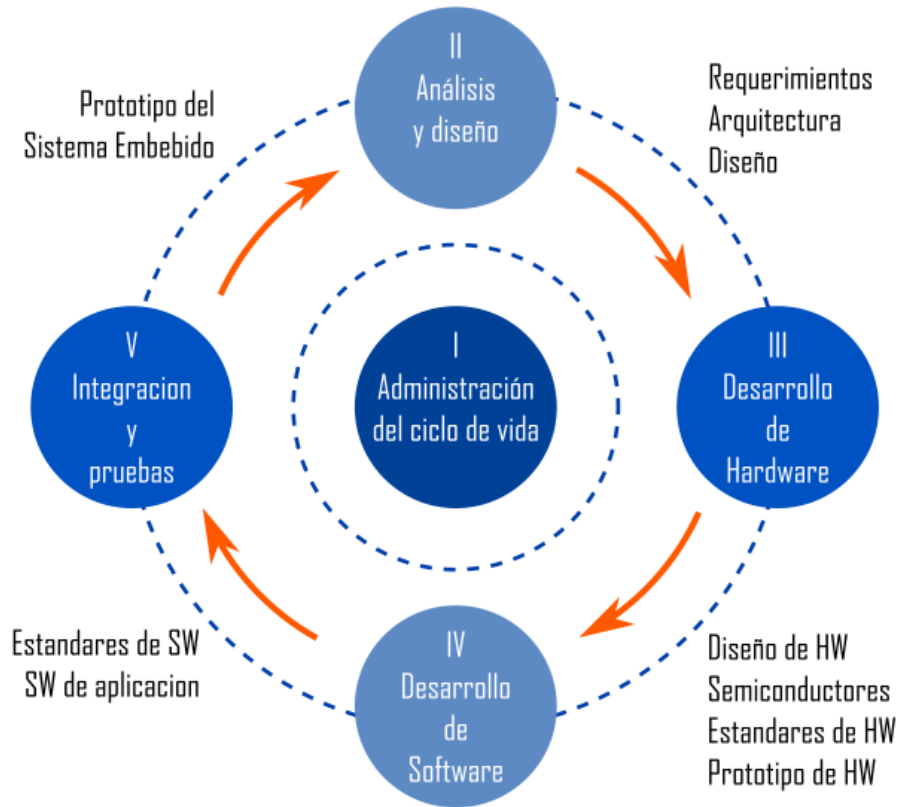 II
Análisis
y diseño
Requerimientos
Arquitectura
Diseño
Prototipo del
Sistema Embebido
V
Integracion
y
pruebas
I
Administración
del ciclo de vida
III
Desarrollo
de
Hardware
Estandares de SW
SW de aplicacion
IV
Desarrollo
de
Software
Diseño de HW
Semiconductores
Estandares de HW
Prototipo de HW